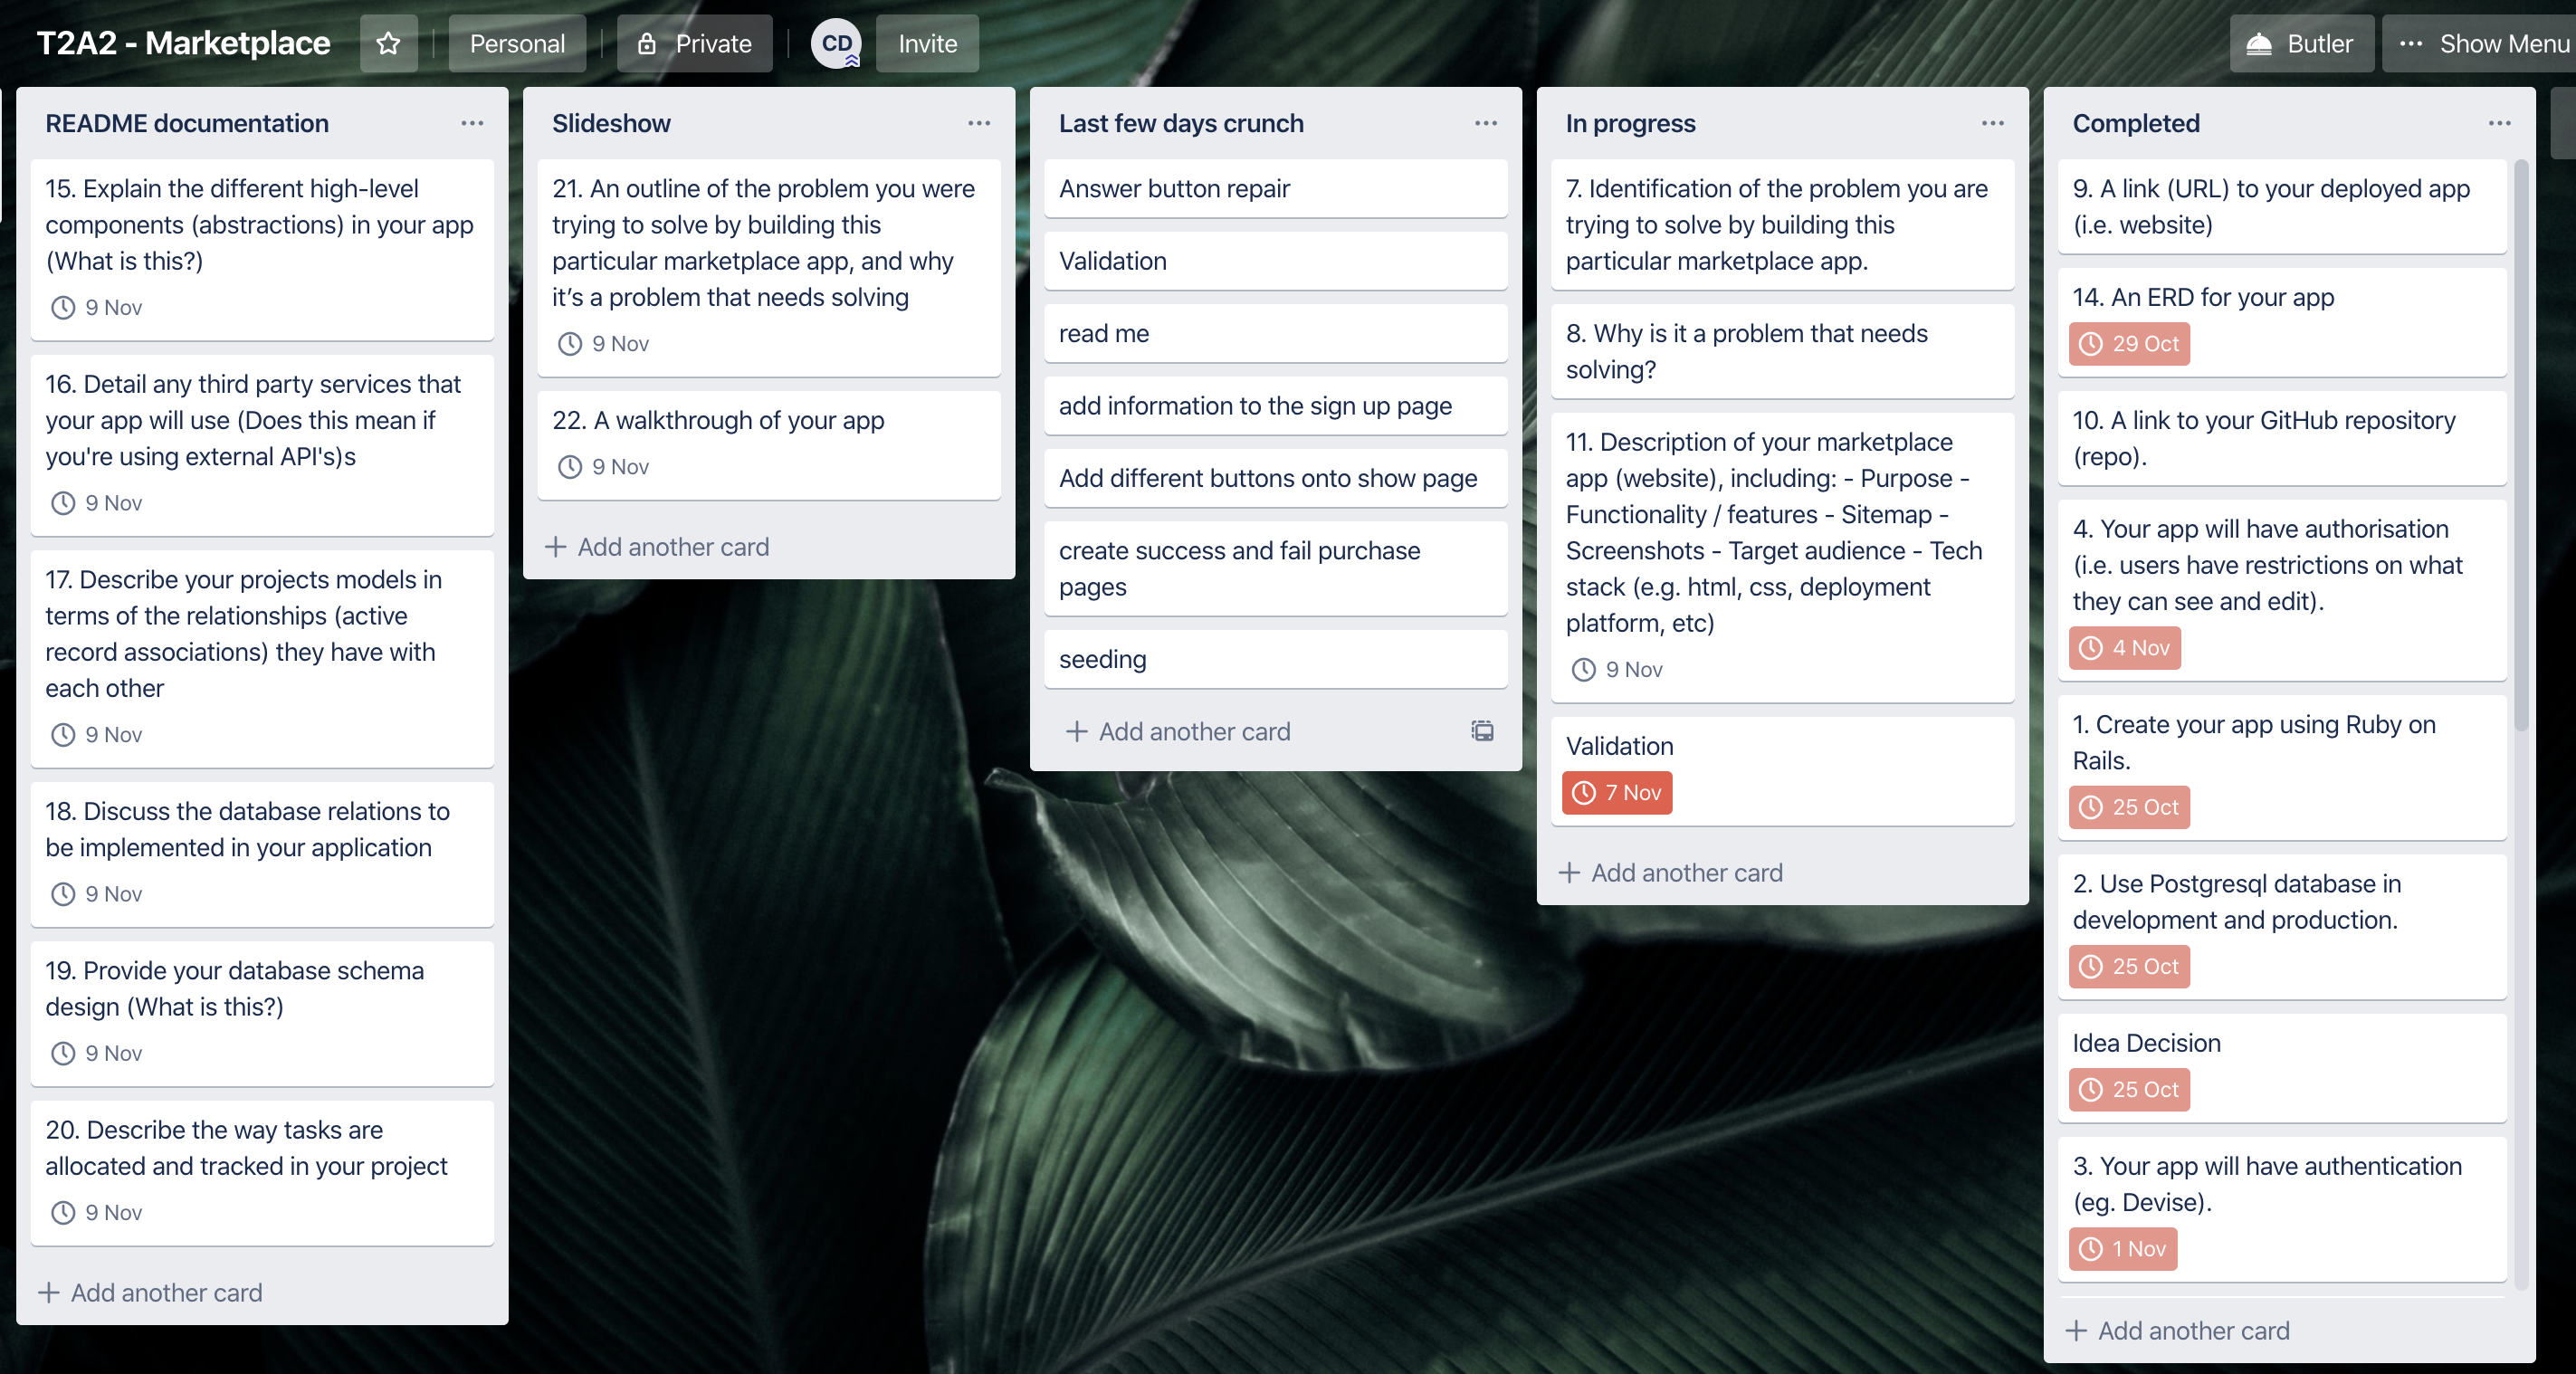 T2A2 - Marketplace
Personal
Private
CD
Invite
Butler
Show Menu
README documentation
15. Explain the different high-level
components (abstractions) in your app
(What is this?)
9 Nov
16. Detail any third party services that
your app will use (Does this mean if
you're using external API's)s
9 Nov
17. Describe your projects models in
terms of the relationships (active
record associations) they have with
each other
9 Nov
18. Discuss the database relations to
be implemented in your application
9 Nov
19. Provide your database schema
design (What is this?)
9 Nov
20. Describe the way tasks are
allocated and tracked in your project
9 Nov
+ Add another card
Slideshow
21. An outline of the problem you were
trying to solve by building this
particular marketplace app, and why
it’s a problem that needs solving
9 Nov
22. A walkthrough of your app
9 Nov
+ Add another card
Last few days crunch
Answer button repair
Validation
read me
add information to the sign up page
Add different buttons onto show page
create success and fail purchase
pages
seeding
+ Add another card
In progress
7. Identification of the problem you are
trying to solve by building this
particular marketplace app.
8. Why is it a problem that needs
solving?
11. Description of your marketplace
app (website), including: - Purpose -
Functionality / features - Sitemap -
Screenshots - Target audience - Tech
stack (e.g. html, css, deployment
platform, etc)
9 Nov
Validation
7 Nov
+ Add another card
Completed
9. A link (URL) to your deployed app
(i.e. website)
14. An ERD for your app
29 Oct
10. A link to your GitHub repository
(repo).
4. Your app will have authorisation
(i.e. users have restrictions on what
they can see and edit).
4 Nov
1. Create your app using Ruby on
Rails.
25 Oct
2. Use Postgresql database in
development and production.
25 Oct
Idea Decision
25 Oct
3. Your app will have authentication
(eg. Devise).
1 Nov
+ Add another card